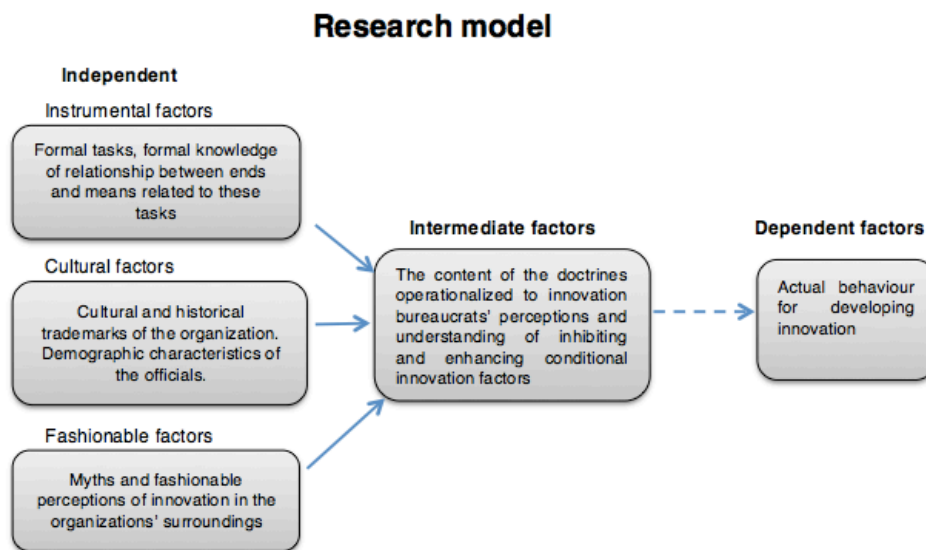 Research model
Independent
Instrumental factors
Formal tasks, formal knowledge
of relationship between ends
and means related to these
tasks
Cultural factors
Cultural and historical
trademarks of the organization.
Demographic characteristics of
the officials.
Fashionable factors
Myths and fashionable
perceptions of innovation in the
organizations' surroundings
Intermediate factors
The content of the doctrines
operationalized to innovation
bureaucrats' perceptions and
understanding of inhibiting
and enhancing conditional
innovation factors
Dependent factors
Actual behaviour
for developing
innovation